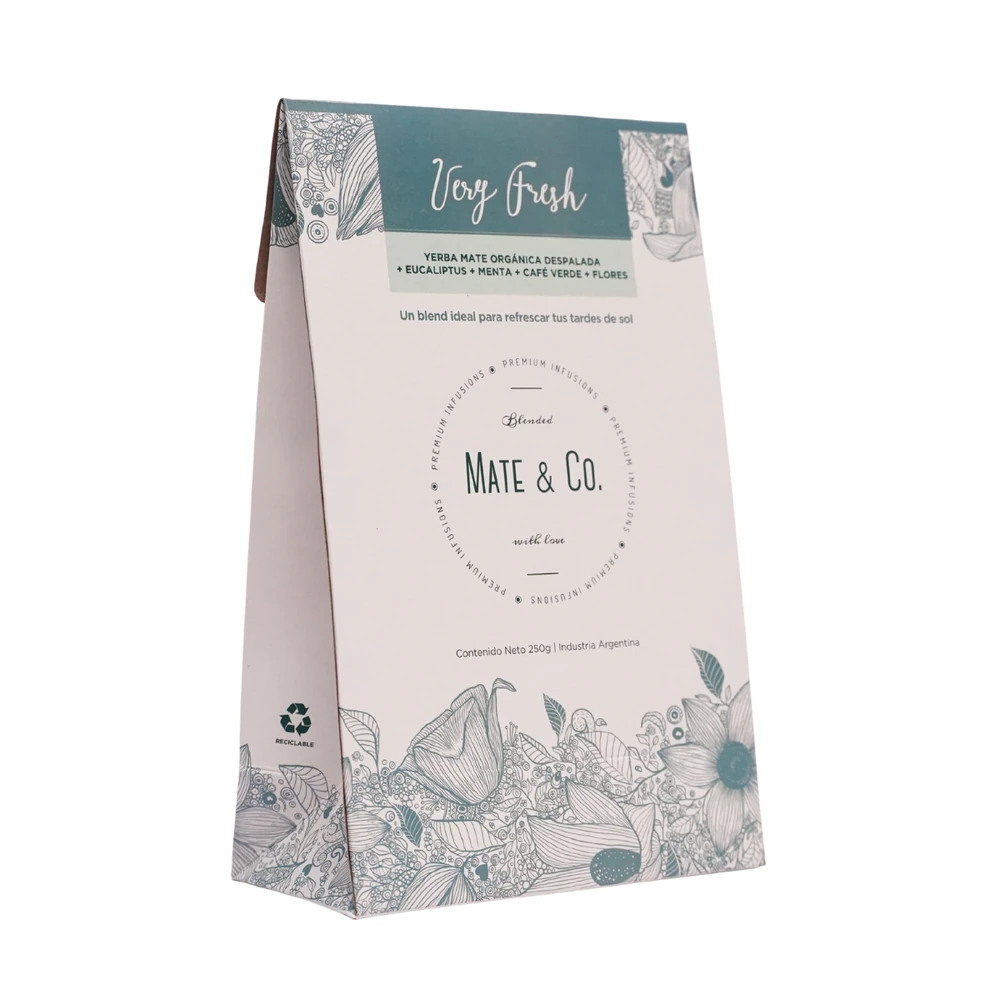 Very Fresh
YERBA MATE ORGÁNICA DESPALADA
+ EUCALIPTUS + MENTA + CAFÉ VERDE + FLORES
Un blend ideal para refrescar tus tardes de sol
PREMIUM INFUSIONS
PREMIUM INFUSIONS
PREMIUM INFUSIONS
PREMIUM INFUSIONS
PREMIUM INFUSIONS
Blended
MATE & CO.
with love
Contenido Neto 250g | Industria Argentina
RECICLABLE